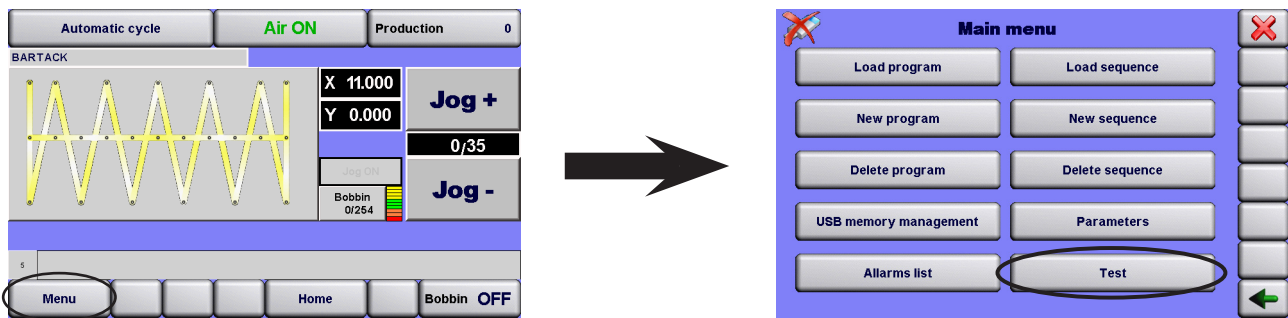 Automatic cycle Air ON Production 0
BARTACK
X 11.000
Y 0.000
Jog +
0/35
Jog ON
Bobbin
0/254
Jog -
5
Menu Home Bobbin OFF
Main menu
Load program Load sequence
New program New sequence
Delete program Delete sequence
USB memory management Parameters
Allarms list Test